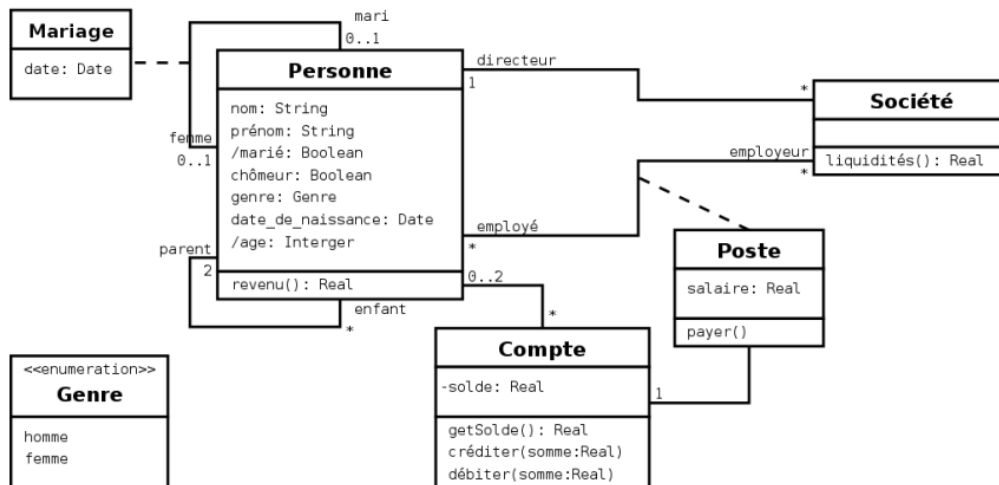 Mariage
date: Date
mari
0..1
femme
0..1
Personne
nom: String
prénom: String
/marié: Boolean
chômeur: Boolean
genre: Genre
date_de_naissance: Date
/age: Interger
revenu(): Real
parent
2
enfant
*
directeur
1
*
Société
liquidités(): Real
employeur
*
employé
*
0..2
*
Poste
salaire: Real
payer()
1
Compte
-solde: Real
getSolde(): Real
créditer(somme:Real)
débiter(somme:Real)
<<enumeration>>
Genre
homme
femme